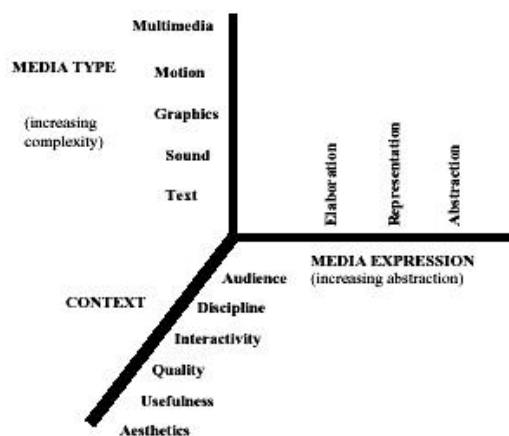 Multimedia
MEDIA TYPE
Motion
Graphics
(increasing
complexity)
Sound
Text
Elaboration
Representation
Abstraction
MEDIA EXPRESSION
(increasing abstraction)
CONTEXT
Audience
Discipline
Interactivity
Quality
Usefulness
Aesthetics